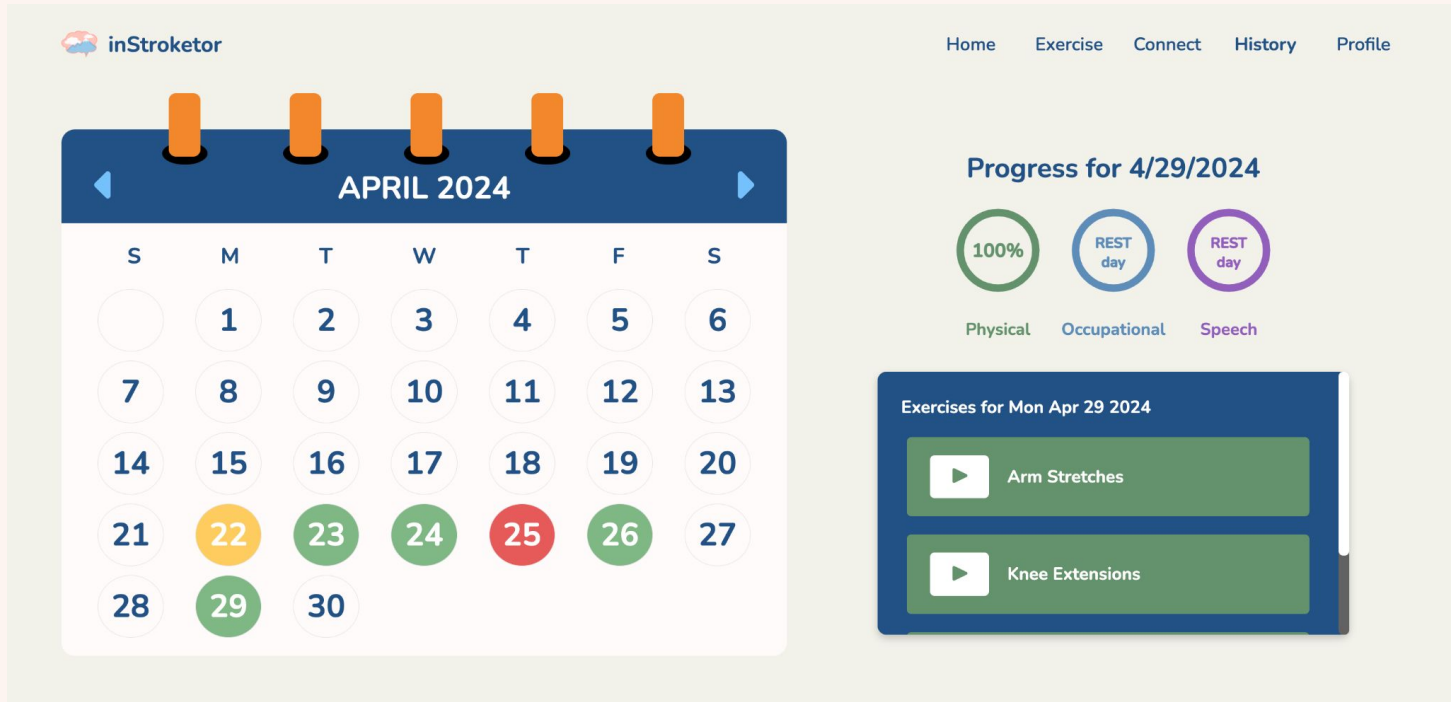 inStroketor
Home Exercise Connect History Profile
APRIL 2024
S M T W T F S
1 2 3 4 5 6
7 8 9 10 11 12 13
14 15 16 17 18 19 20
21 22 23 24 25 26 27
28 29 30
Progress for 4/29/2024
100% REST day REST day
Physical Occupational Speech
Exercises for Mon Apr 29 2024
Arm Stretches
Knee Extensions